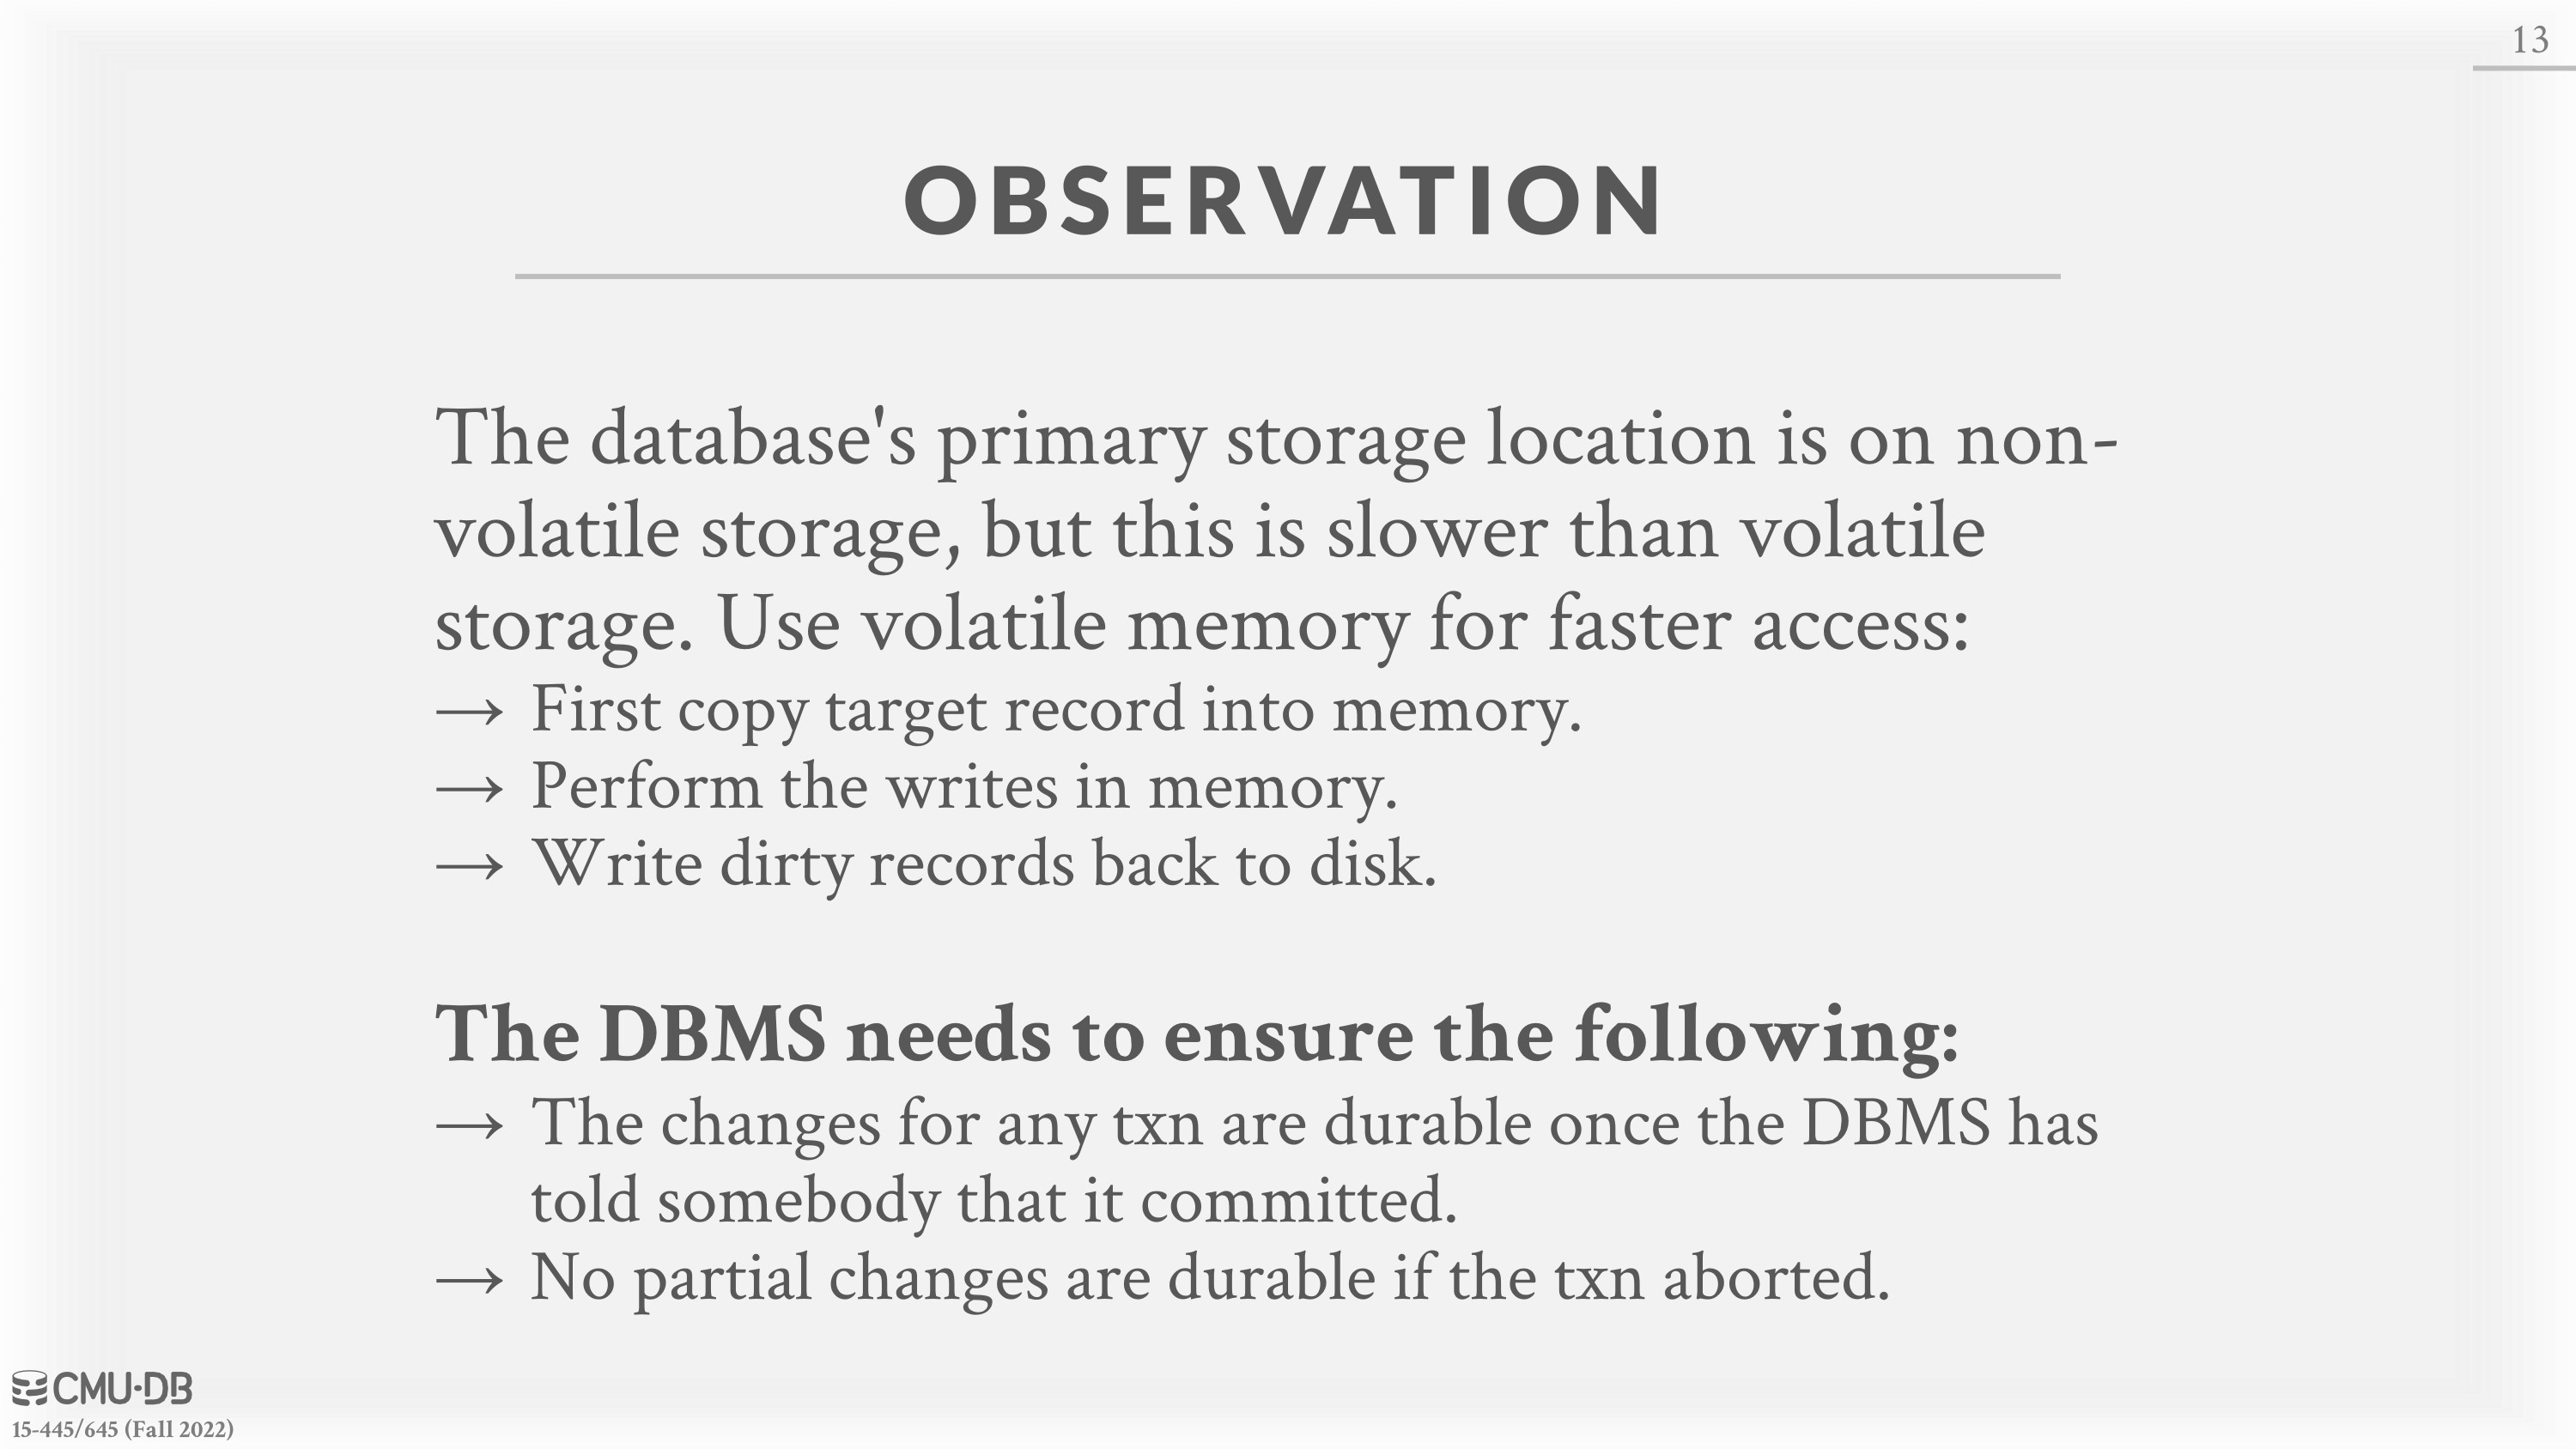 13
OBSERVATION
The database's primary storage location is on non-
volatile storage, but this is slower than volatile
storage. Use volatile memory for faster access:
→ First copy target record into memory.
→ Perform the writes in memory.
→ Write dirty records back to disk.
The DBMS needs to ensure the following:
→ The changes for any txn are durable once the DBMS has
told somebody that it committed.
→ No partial changes are durable if the txn aborted.
CMU·DB
15-445/645 (Fall 2022)